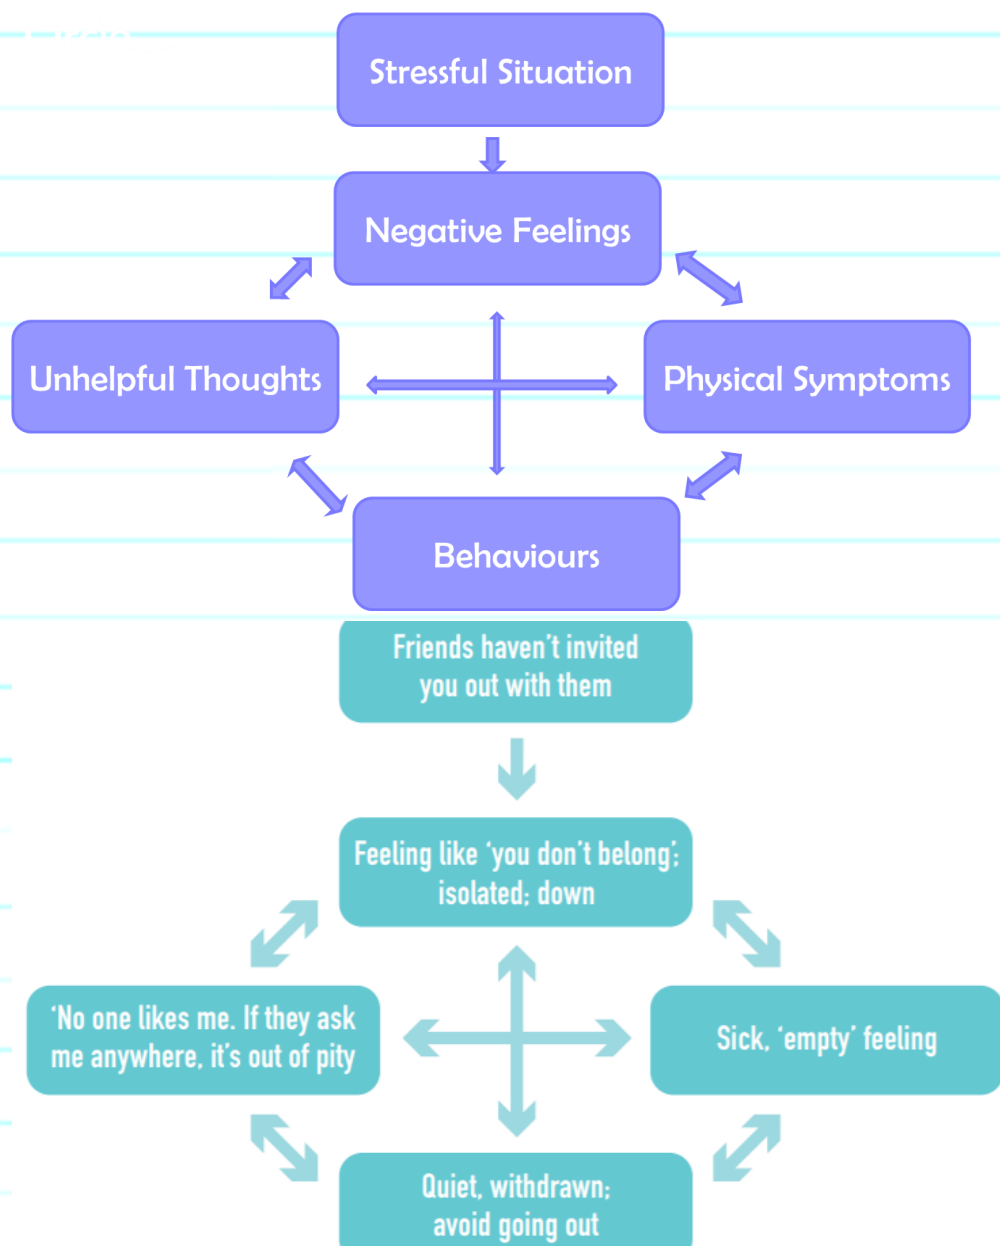 Stressful Situation
Negative Feelings
Unhelpful Thoughts
Physical Symptoms
Behaviours
Friends haven't invited
you out with them
Feeling like 'you don't belong';
isolated; down
'No one likes me. If they ask
me anywhere, it's out of pity
Sick, 'empty' feeling
Quiet, withdrawn;
avoid going out